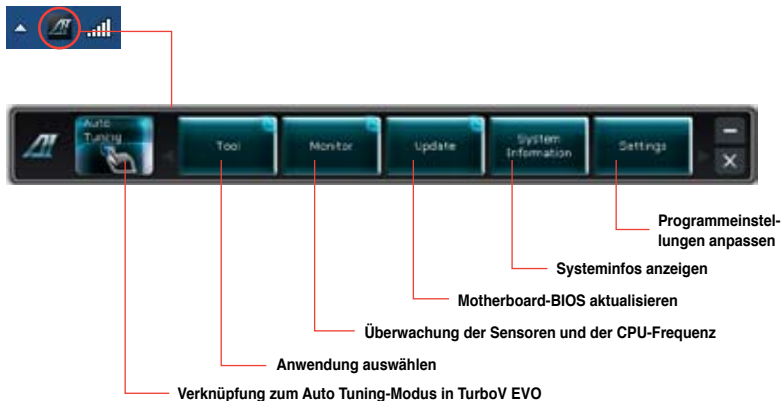 Auto
Tuning
Tool
Monitor
Update
System
Information
Settings
Programmeinstel-
lungen anpassen
Systeminfos anzeigen
Motherboard-BIOS aktualisieren
Überwachung der Sensoren und der CPU-Frequenz
Anwendung auswählen
Verknüpfung zum Auto Tuning-Modus in TurboV EVO